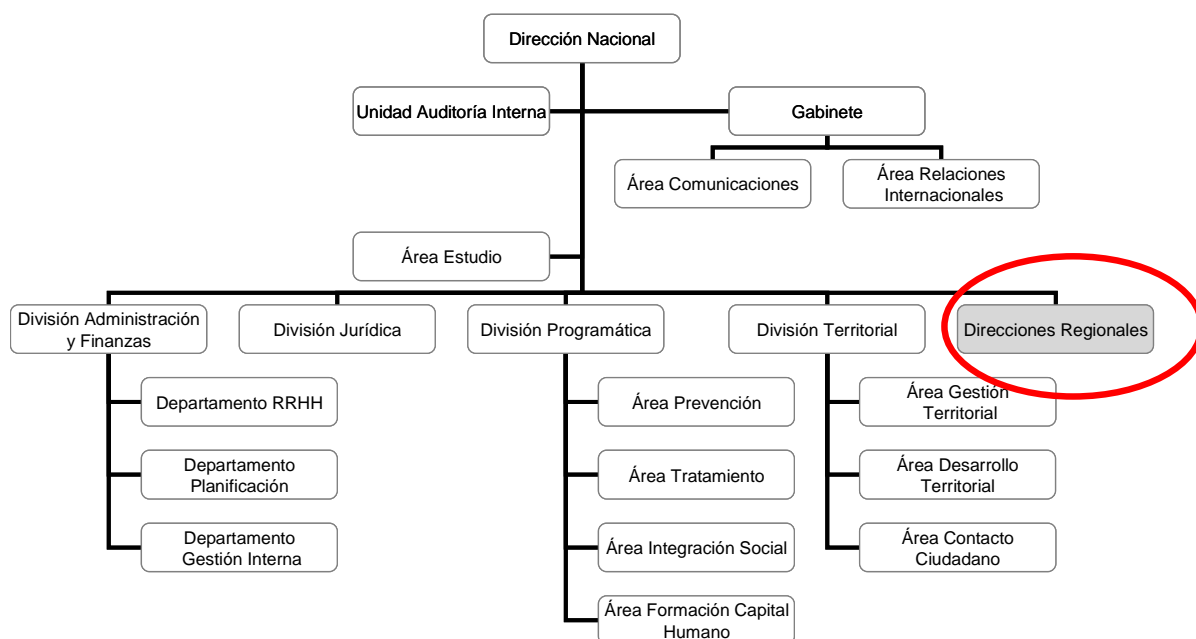 Dirección Nacional
Unidad Auditoría Interna
Gabinete
Área Comunicaciones
Área Relaciones
Internacionales
Área Estudio
División Administración
y Finanzas
División Jurídica
División Programática
División Territorial
Direcciones Regionales
Departamento RRHH
Departamento
Planificación
Departamento
Gestión Interna
Área Prevención
Área Tratamiento
Área Integración Social
Área Formación Capital
Humano
Área Gestión
Territorial
Área Desarrollo
Territorial
Área Contacto
Ciudadano